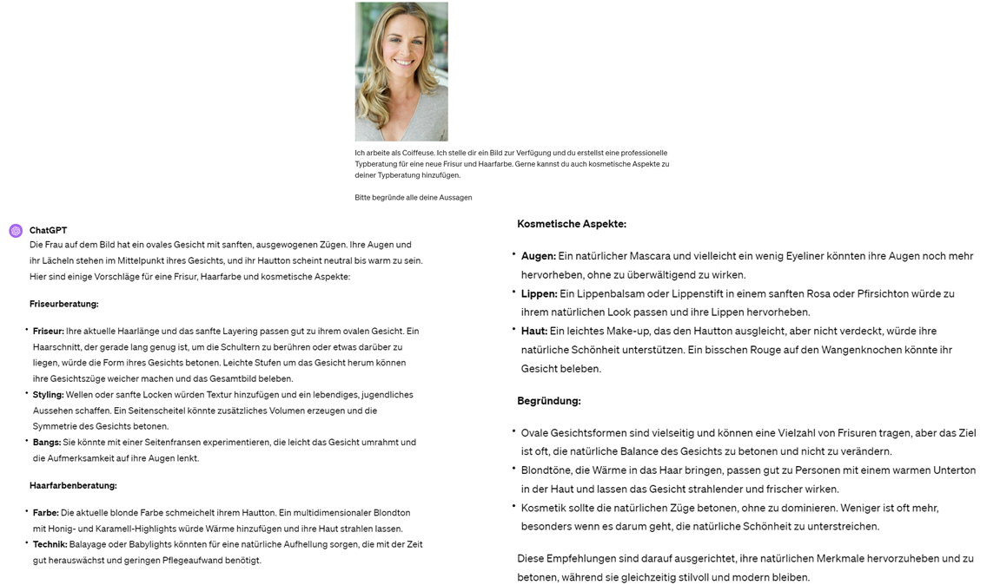 Ich arbeite als Coiffeuse. Ich stelle dir ein Bild zur Verfügung und du erstellst eine professionelle
Typberatung für eine neue Frisur und Haarfarbe. Gerne kannst du auch kosmetische Aspekte zu
deiner Typberatung hinzufügen.
Bitte begründe alle deine Aussagen
ChatGPT
Die Frau auf dem Bild hat ein ovales Gesicht mit sanften, ausgewogenen Zügen. Ihre Augen und
ihr Lächeln stehen im Mittelpunkt ihres Gesichts, und ihr Hautton scheint neutral bis warm zu sein.
Hier sind einige Vorschläge für eine Frisur, Haarfarbe und kosmetische Aspekte:
Friseurberatung:
• Friseur: Ihre aktuelle Haarlänge und das sanfte Layering passen gut zu ihrem ovalen Gesicht. Ein
Haarschnitt, der gerade lang genug ist, um die Schultern zu berühren oder etwas darüber zu
liegen, würde die Form ihres Gesichts betonen. Leichte Stufen um das Gesicht herum können
ihre Gesichtszüge weicher machen und das Gesamtbild beleben.
• Styling: Wellen oder sanfte Locken würden Textur hinzufügen und ein lebendiges, jugendliches
Aussehen schaffen. Ein Seitenscheitel könnte zusätzliches Volumen erzeugen und die
Symmetrie des Gesichts betonen.
• Bangs: Sie könnte mit einer Seitenfransen experimentieren, die leicht das Gesicht umrahmt und
die Aufmerksamkeit auf ihre Augen lenkt.
Haarfarbenberatung:
• Farbe: Die aktuelle blonde Farbe schmeichelt ihrem Hautton. Ein multidimensionaler Blondton
mit Honig- und Karamell-Highlights würde Wärme hinzufügen und ihre Haut strahlen lassen.
• Technik: Balayage oder Babylights könnten für eine natürliche Aufhellung sorgen, die mit der Zeit
gut herauswächst und geringen Pflegeaufwand benötigt.
Kosmetische Aspekte:
• Augen: Ein natürlicher Mascara und vielleicht ein wenig Eyeliner könnten ihre Augen noch mehr
hervorheben, ohne zu überwältigend zu wirken.
• Lippen: Ein Lippenbalsam oder Lippenstift in einem sanften Rosa oder Pfirsichton würde zu
ihrem natürlichen Look passen und ihre Lippen hervorheben.
• Haut: Ein leichtes Make-up, das den Hautton ausgleicht, aber nicht verdeckt, würde ihre
natürliche Schönheit unterstützen. Ein bisschen Rouge auf den Wangenknochen könnte ihr
Gesicht beleben.
Begründung:
• Ovale Gesichtsformen sind vielseitig und können eine Vielzahl von Frisuren tragen, aber das Ziel
ist oft, die natürliche Balance des Gesichts zu betonen und nicht zu verändern.
• Blondtöne, die Wärme in das Haar bringen, passen gut zu Personen mit einem warmen Unterton
in der Haut und lassen das Gesicht strahlender und frischer wirken.
• Kosmetik sollte die natürlichen Züge betonen, ohne zu dominieren. Weniger ist oft mehr,
besonders wenn es darum geht, die natürliche Schönheit zu unterstreichen.
Diese Empfehlungen sind darauf ausgerichtet, ihre natürlichen Merkmale hervorzuheben und zu
betonen, während sie gleichzeitig stilvoll und modern bleiben.